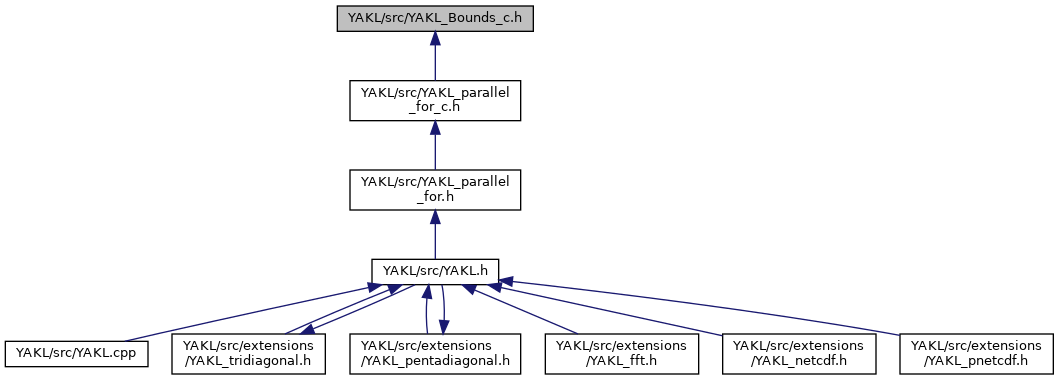 YAKL/src/YAKL_Bounds_c.h
YAKL/src/YAKL_parallel
_for_c.h
YAKL/src/YAKL_parallel
_for.h
YAKL/src/YAKL.h
YAKL/src/YAKL.cpp
YAKL/src/extensions
/YAKL_tridiagonal.h
YAKL/src/extensions
/YAKL_pentadiagonal.h
YAKL/src/extensions
/YAKL_fft.h
YAKL/src/extensions
/YAKL_netcdf.h
YAKL/src/extensions
/YAKL_pnetcdf.h